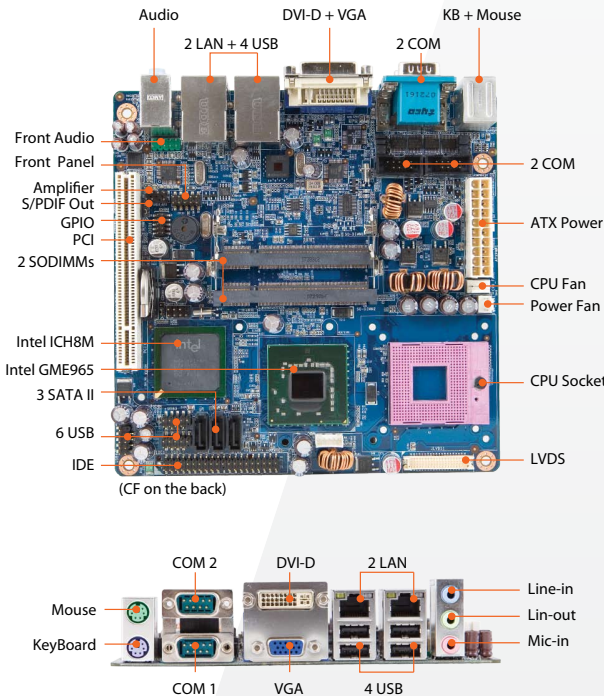 Audio
DVI-D + VGA
KB + Mouse
2 LAN + 4 USB
2 COM
Front Audio
Front Panel
Amplifier
S/PDIF Out
GPIO
PCI
2 SODIMMs
Intel ICH8M
Intel GME965
3 SATA II
6 USB
IDE
(CF on the back)
2 COM
ATX Power
CPU Fan
Power Fan
CPU Socket
LVDS
intel
COM 2
DVI-D
2 LAN
Mouse
KeyBoard
Line-in
Lin-out
Mic-in
COM 1
VGA
4 USB